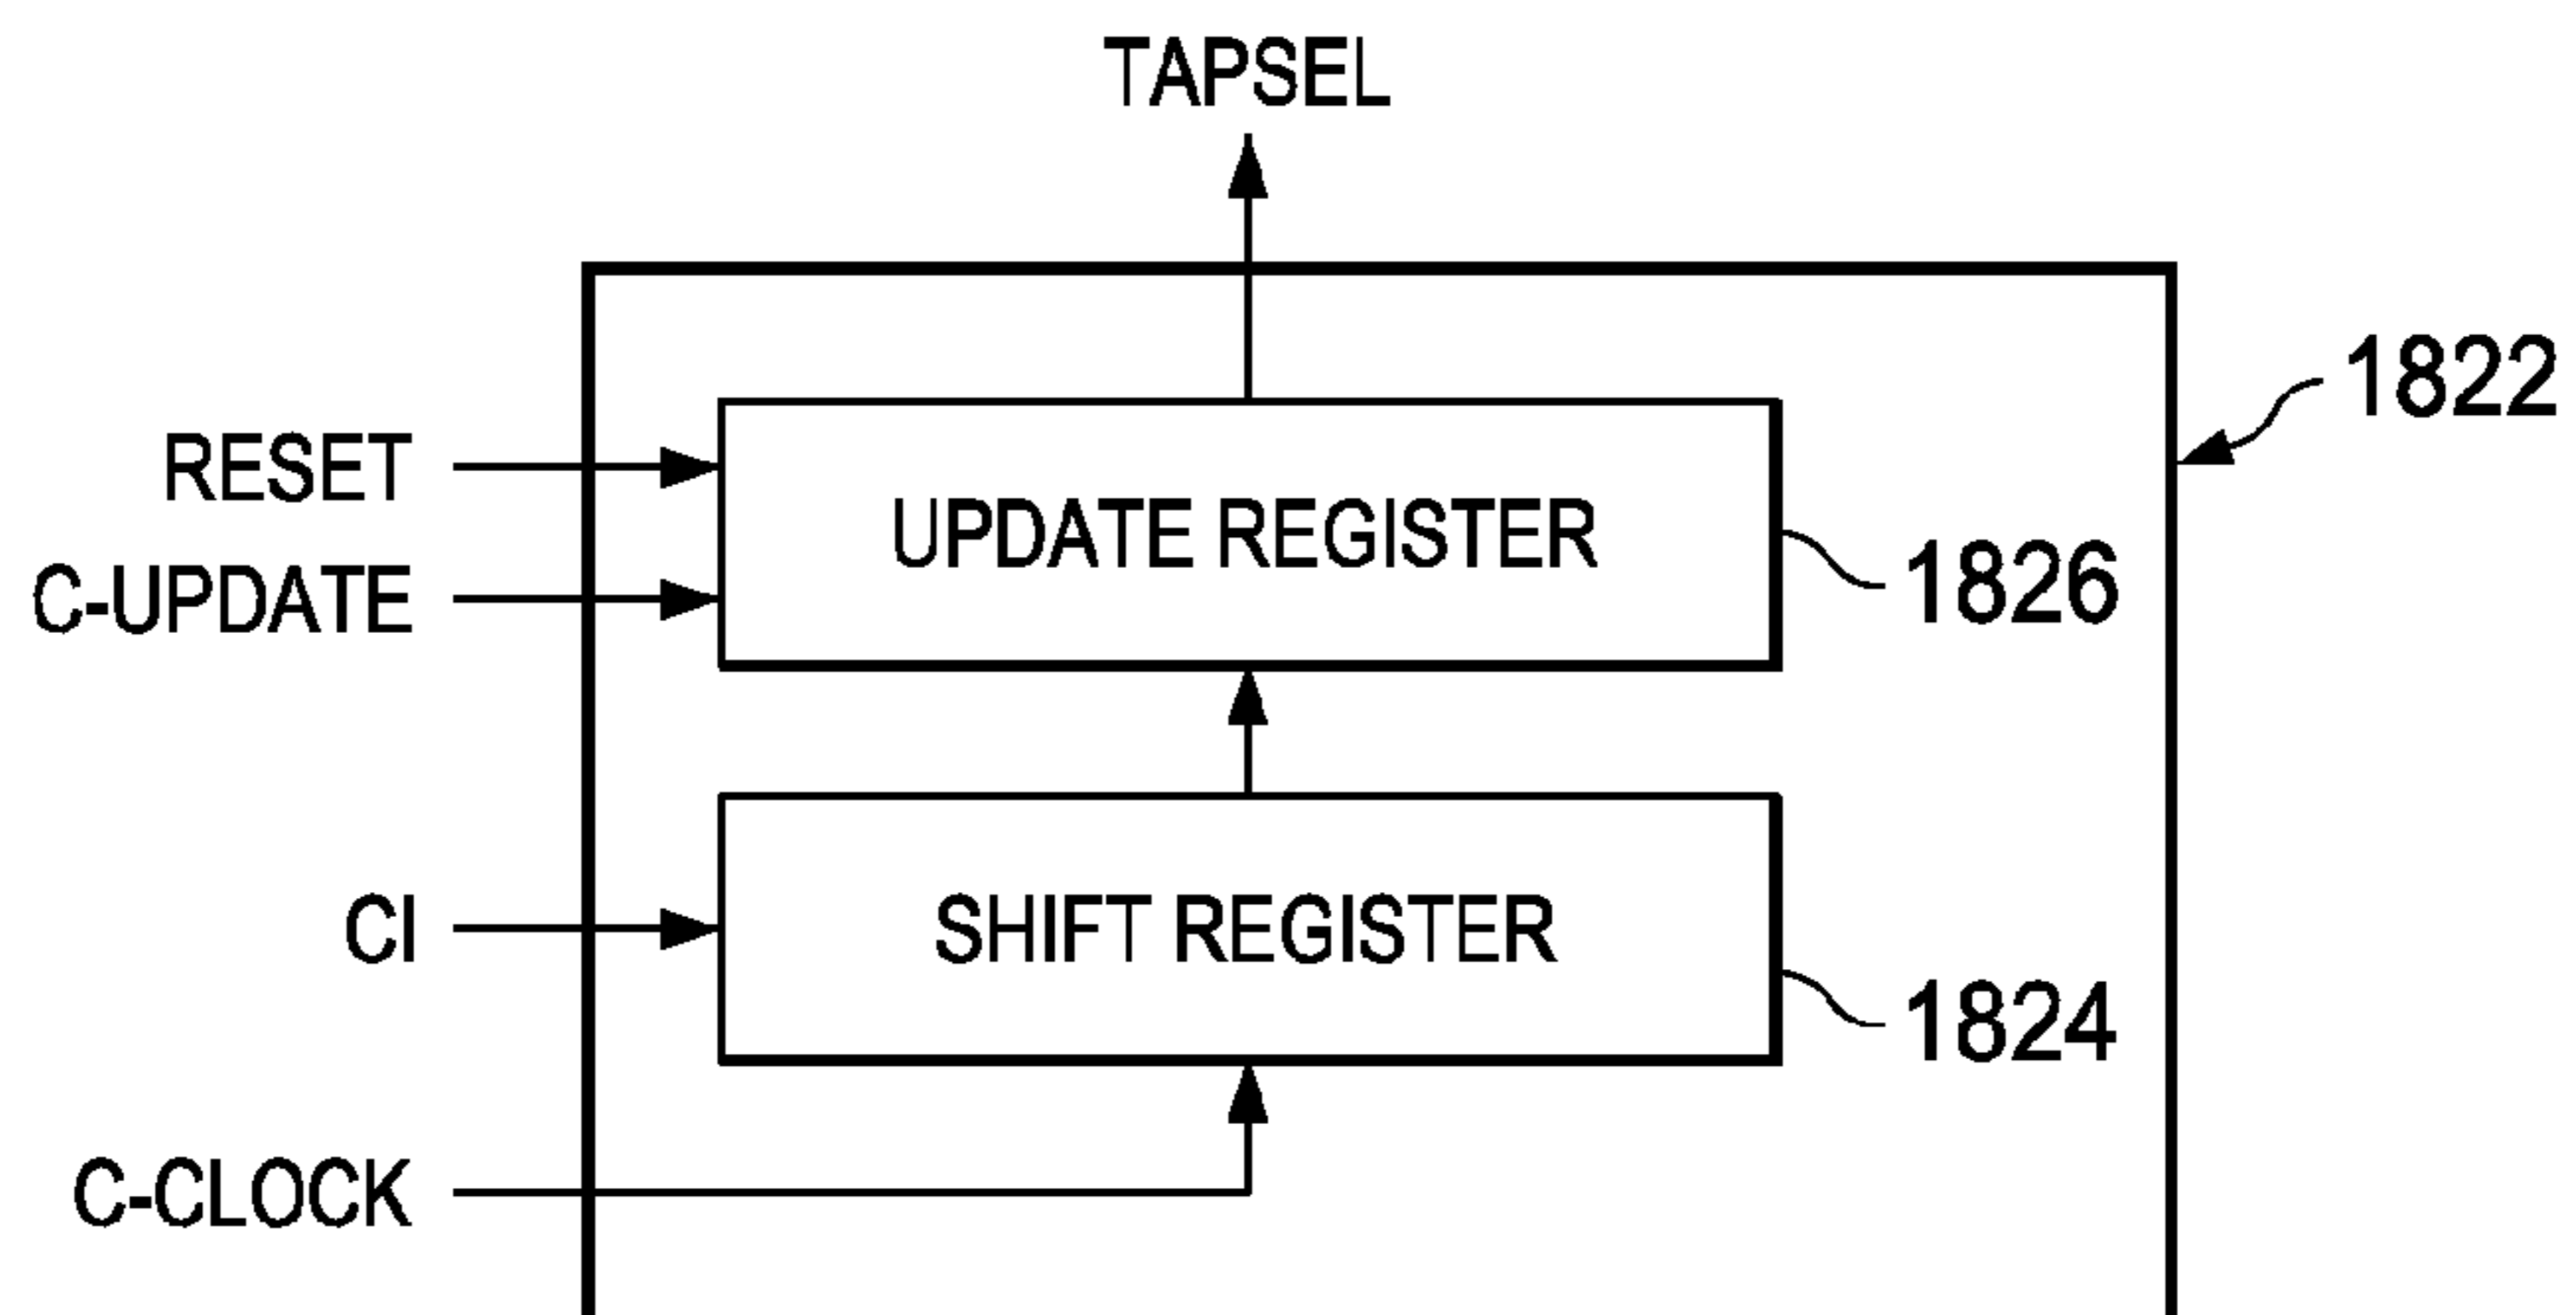 TAPSEL
1822
RESET
UPDATE REGISTER
C-UPDATE
1826
CI
SHIFT REGISTER
1824
C-CLOCK